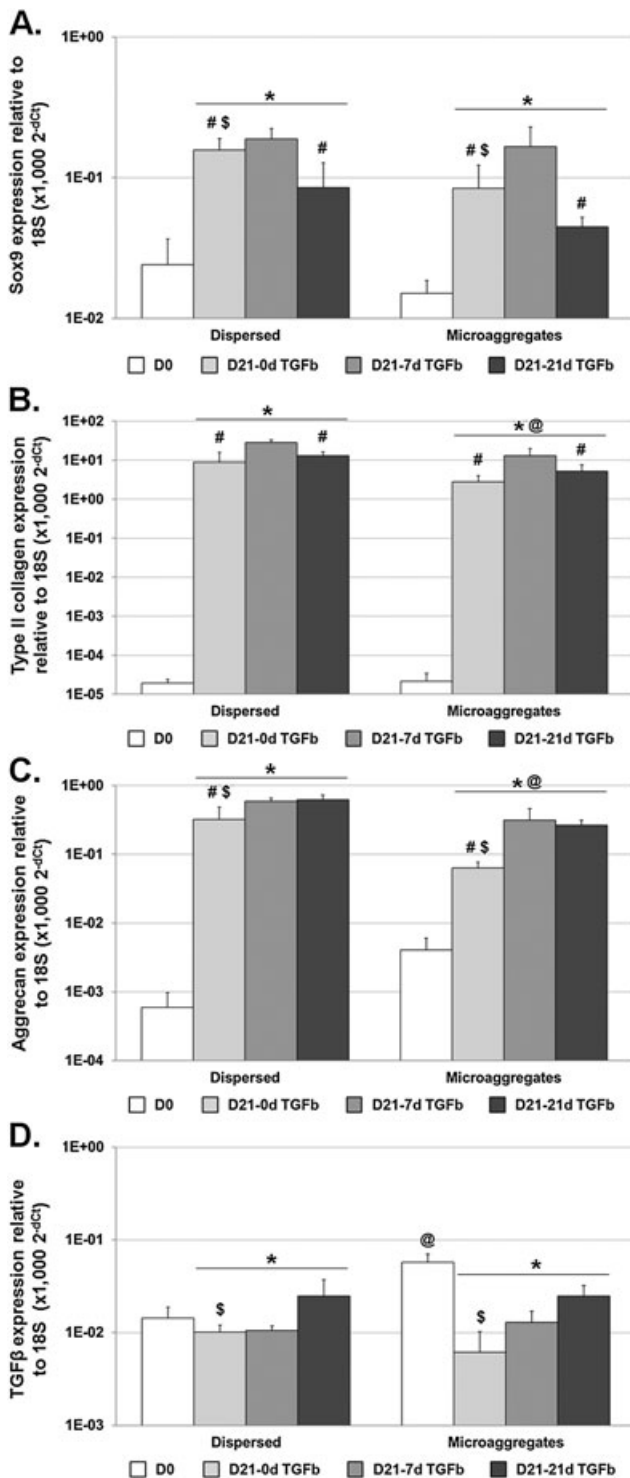 A.
Sox9 expression relative to
18S (x1,000 2-dCt)
1E+00
1E-01
1E-02
*
# $
#
*
# $
#
Dispersed
Microaggregates
D0
D21-0d TGFb
D21-7d TGFb
D21-21d TGFb
B.
Type II collagen expression
relative to 18S (x1,000 2-dCt)
1E+02
1E+01
1E+00
1E-01
1E-02
1E-03
1E-04
1E-05
*
#
#
* @
#
#
Dispersed
Microaggregates
D0
D21-0d TGFb
D21-7d TGFb
D21-21d TGFb
C.
Aggrecan expression relative
to 18S (x1,000 2-dCt)
1E+00
1E-01
1E-02
1E-03
1E-04
*
# $
* @
# $
Dispersed
Microaggregates
D0
D21-0d TGFb
D21-7d TGFb
D21-21d TGFb
D.
TGFβ expression relative
to 18S (x1,000 2-dCt)
1E+00
1E-01
1E-02
1E-03
*
$
@
*
$
Dispersed
Microaggregates
D0
D21-0d TGFb
D21-7d TGFb
D21-21d TGFb